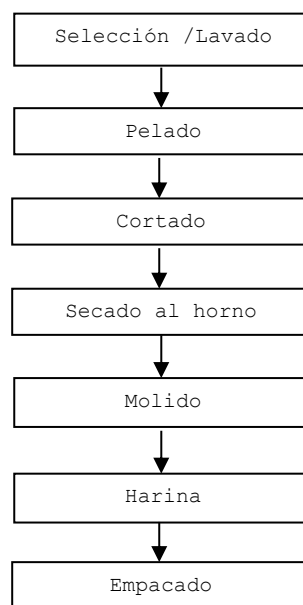 Selección /Lavado
Pelado
Cortado
Secado al horno
Molido
Harina
Empacado